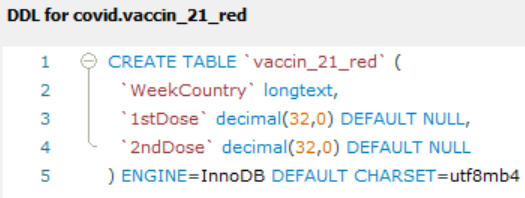 DDL for covid.vaccin_21_red
1 CREATE TABLE `vaccin_21_red` (
2 `WeekCountry` longtext,
3 `1stDose` decimal(32,0) DEFAULT NULL,
4 `2ndDose` decimal(32,0) DEFAULT NULL
5 ) ENGINE=InnoDB DEFAULT CHARSET=utf8mb4